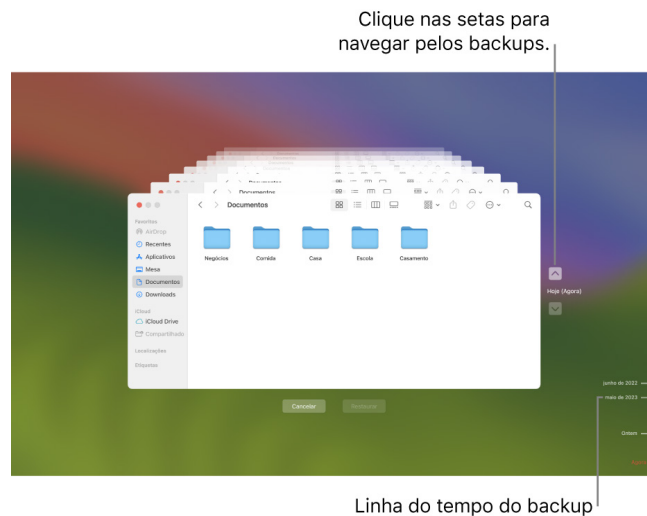 Clique nas setas para
navegar pelos backups.
Documentos
Documentos
Favoritos
AirDrop
Recentes
Aplicativos
Mesa
Documentos
Downloads
iCloud
iCloud Drive
Compartilhado
Localizações
Etiquetas
Negócios
Comida
Casa
Escola
Casamento
Hoje (Agora)
Cancelar
Restaurar
junho de 2022
maio de 2023
Ontem
Agora
Linha do tempo do backup